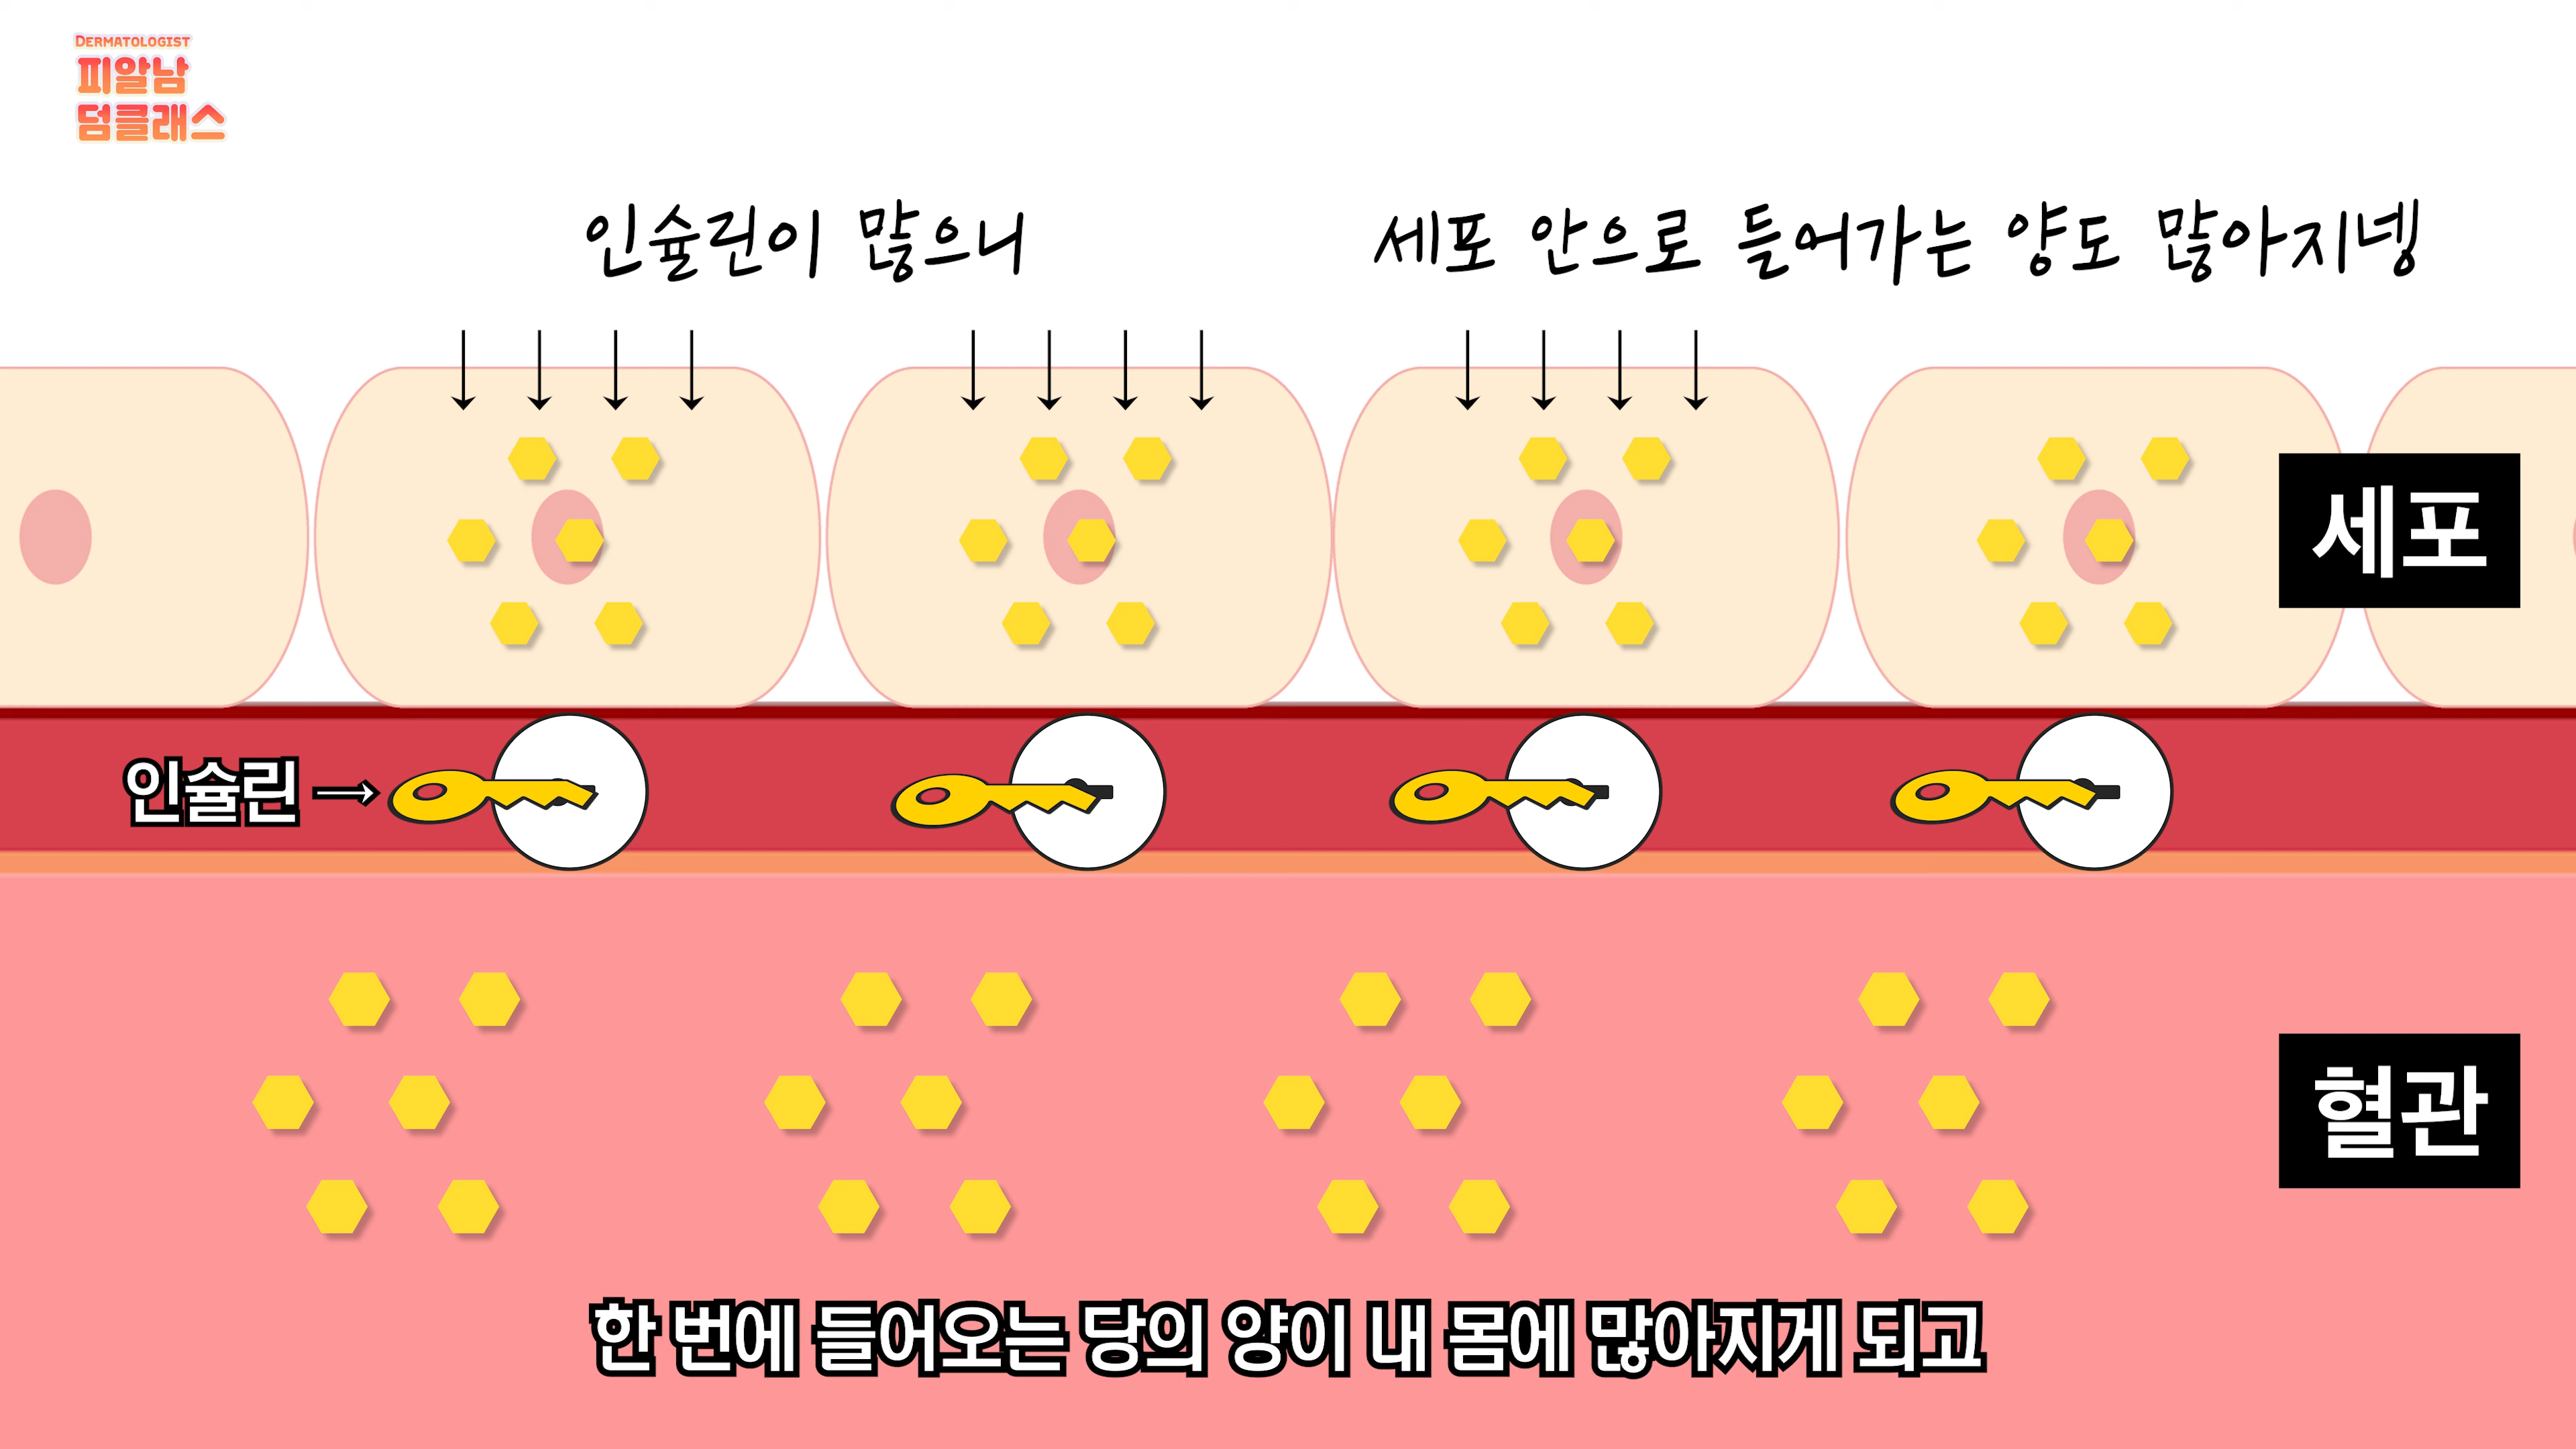 DERMATOLOGIST
피알남
덤클래스
인슐린이 많으니
세포 안으로 들어가는 양도 많아지넹
세포
인슐린 →
혈관
한 번에 들어오는 당의 양이 내 몸에 많아지게 되고